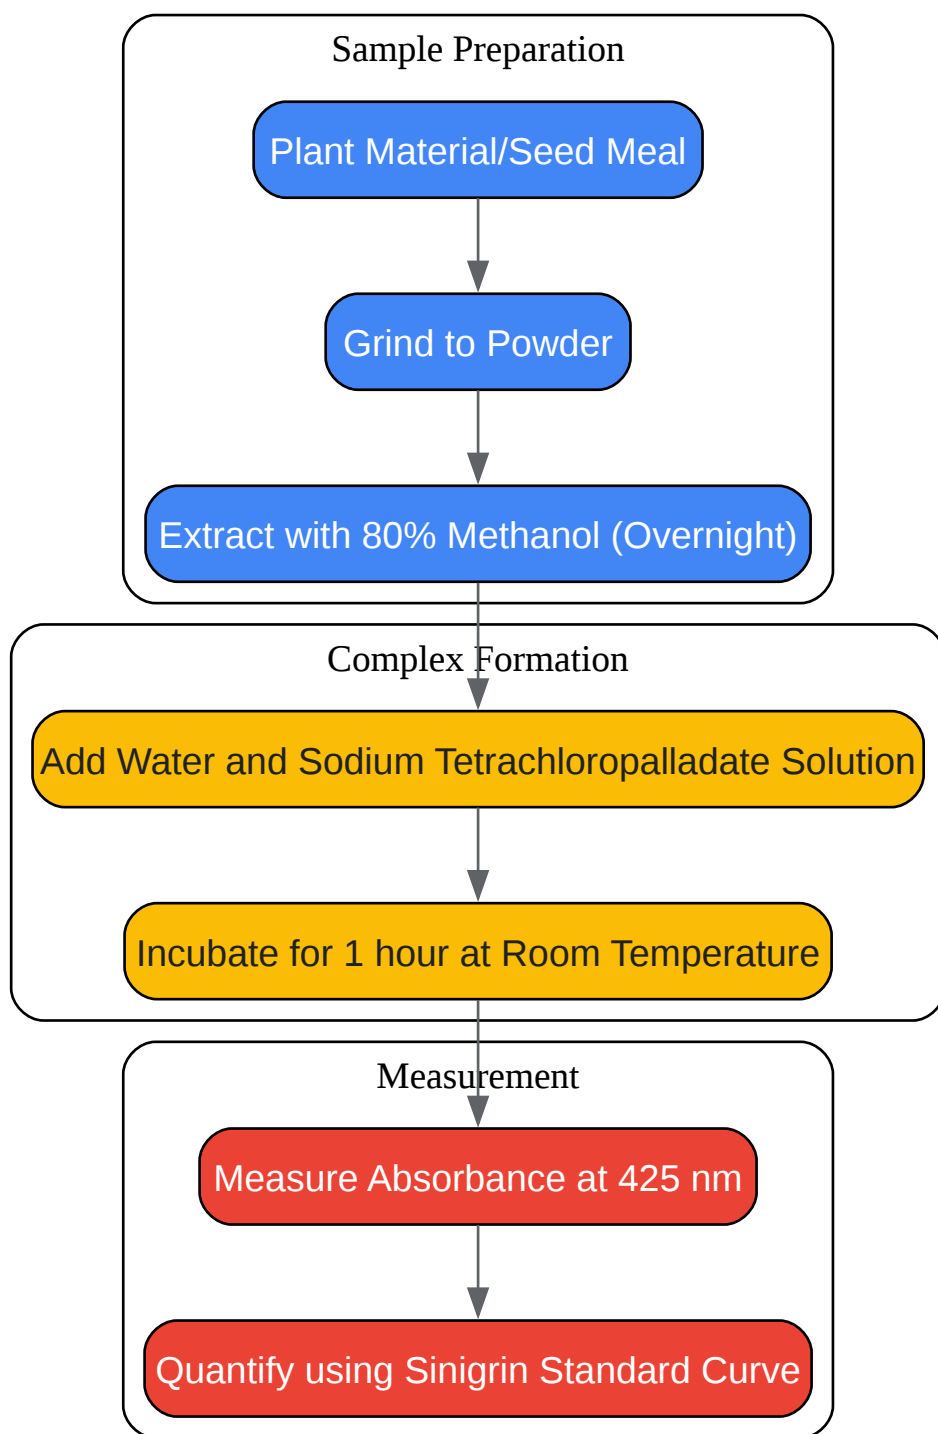 Sample Preparation
Plant Material/Seed Meal
Grind to Powder
Extract with 80% Methanol (Overnight)
Complex Formation
Add Water and Sodium Tetrachloropalladate Solution
Incubate for 1 hour at Room Temperature
Measurement
Measure Absorbance at 425 nm
Quantify using Sinigrin Standard Curve